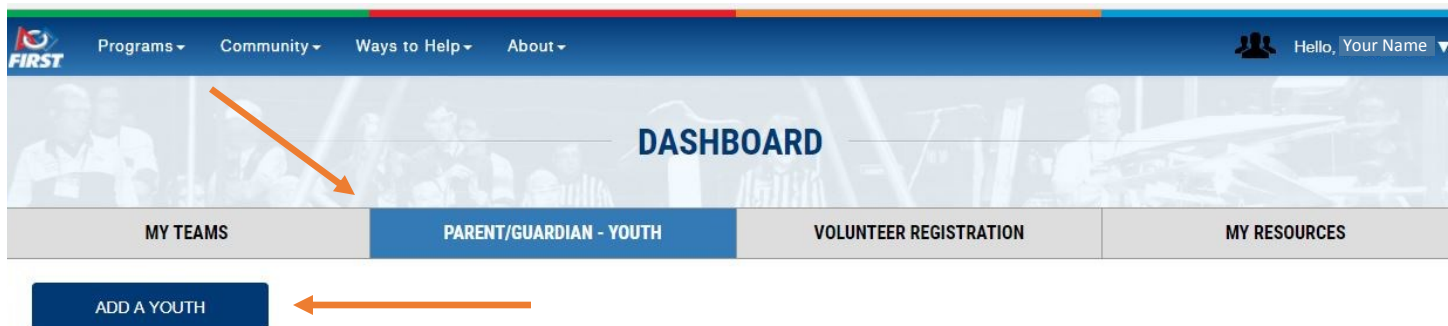 FIRST Programs Community Ways to Help About Hello, Your Name
DASHBOARD
MY TEAMS PARENT/GUARDIAN - YOUTH VOLUNTEER REGISTRATION MY RESOURCES
ADD A YOUTH